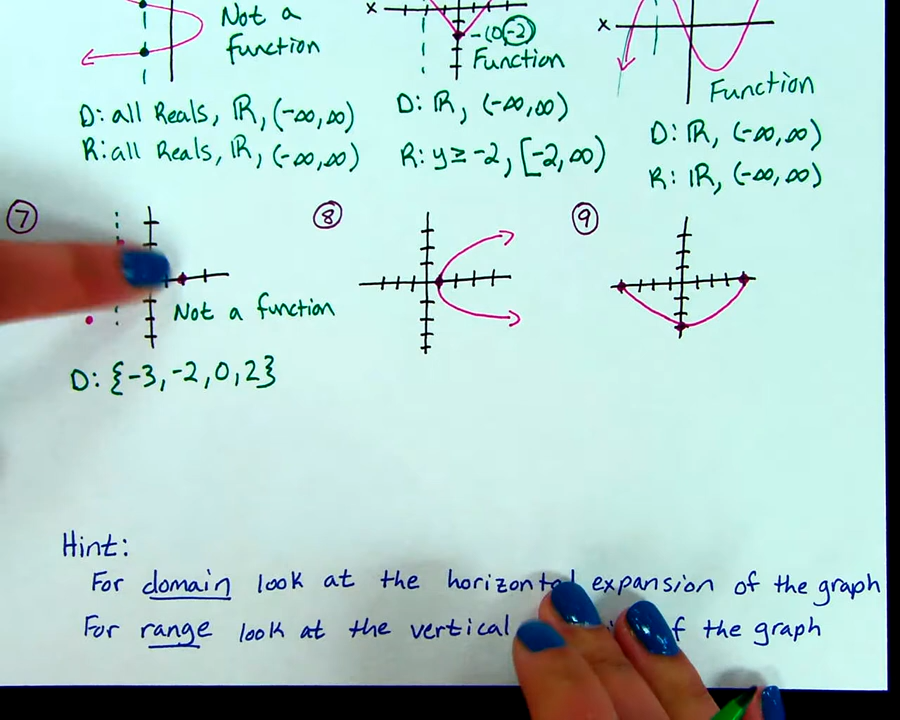 Not a
function
x
-(0,-2)
Function
x
Function
D: all Reals, ℝ, (-∞,∞)
R: all Reals, ℝ, (-∞,∞)
D: ℝ, (-∞,∞)
R: y≥-2, [-2,∞)
D: ℝ, (-∞,∞)
R: ℝ, (-∞,∞)
7
8
9
Not a function
D: {-3,-2,0,2}
Hint:
For domain look at the horizontal expansion of the graph
For range look at the vertical f the graph